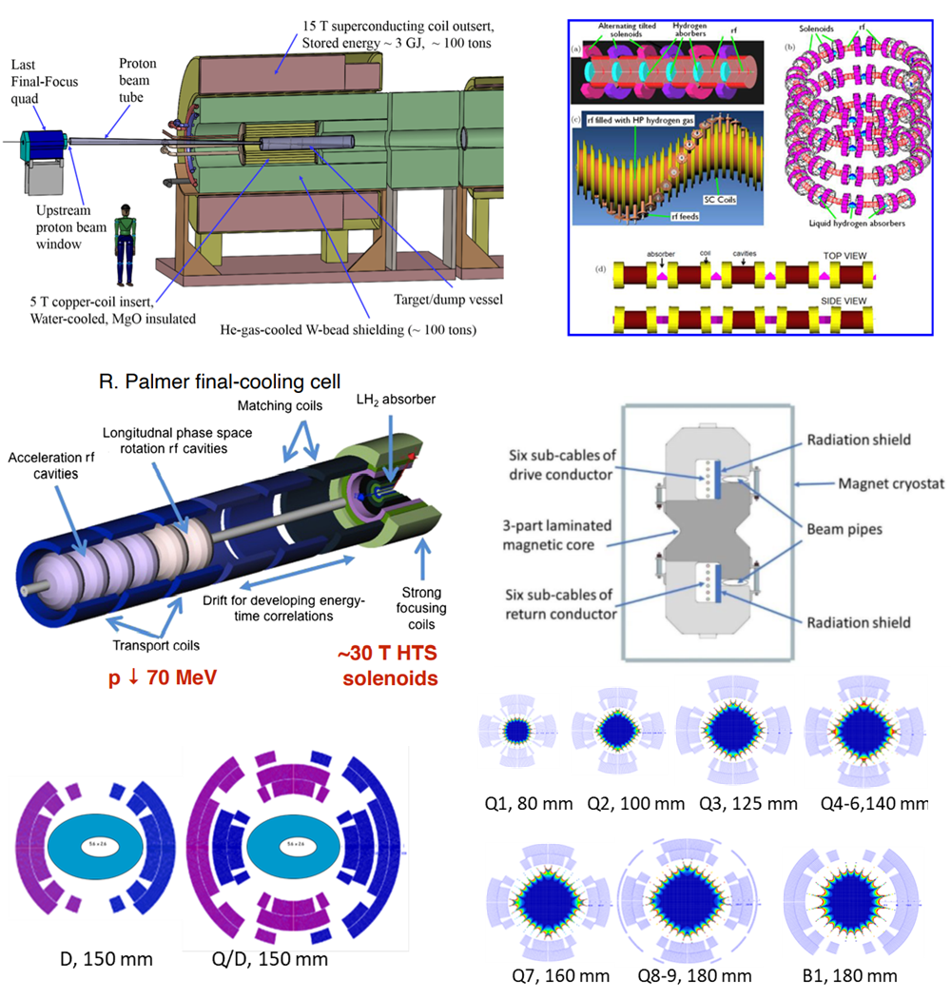 15 T superconducting coil outsert,
Stored energy ~ 3 GJ, ~ 100 tons
Last
Final-Focus
quad
Proton
beam
tube
Upstream
proton beam
window
5 T copper-coil insert,
Water-cooled, MgO insulated
Target/dump vessel
He-gas-cooled W-bead shielding (~ 100 tons)
(a)
Alternating tilted
solenoids
Hydrogen
aborbers
rf
(b)
Solenoids
rf
Liquid hydrogen absorbers
(c)
rf filled with HP hydrogen gas
SC Coils
rf feeds
(d)
absorber
coil
cavities
TOP VIEW
SIDE VIEW
R. Palmer final-cooling cell
Matching coils
LH2 absorber
Longitudnal phase space
rotation rf cavities
Acceleration rf
cavities
Drift for developing energy-
time correlations
Strong
focusing
coils
Transport coils
p ↓ 70 MeV
~30 T HTS
solenoids
Six sub-cables of
drive conductor
Radiation shield
Magnet cryostat
3-part laminated
magnetic core
Beam pipes
Six sub-cables of
return conductor
Radiation shield
Q1, 80 mm
Q2, 100 mm
Q3, 125 mm
Q4-6,140 mm
5.6 x 2.6
5.6 x 2.6
D, 150 mm
Q/D, 150 mm
Q7, 160 mm
Q8-9, 180 mm
B1, 180 mm